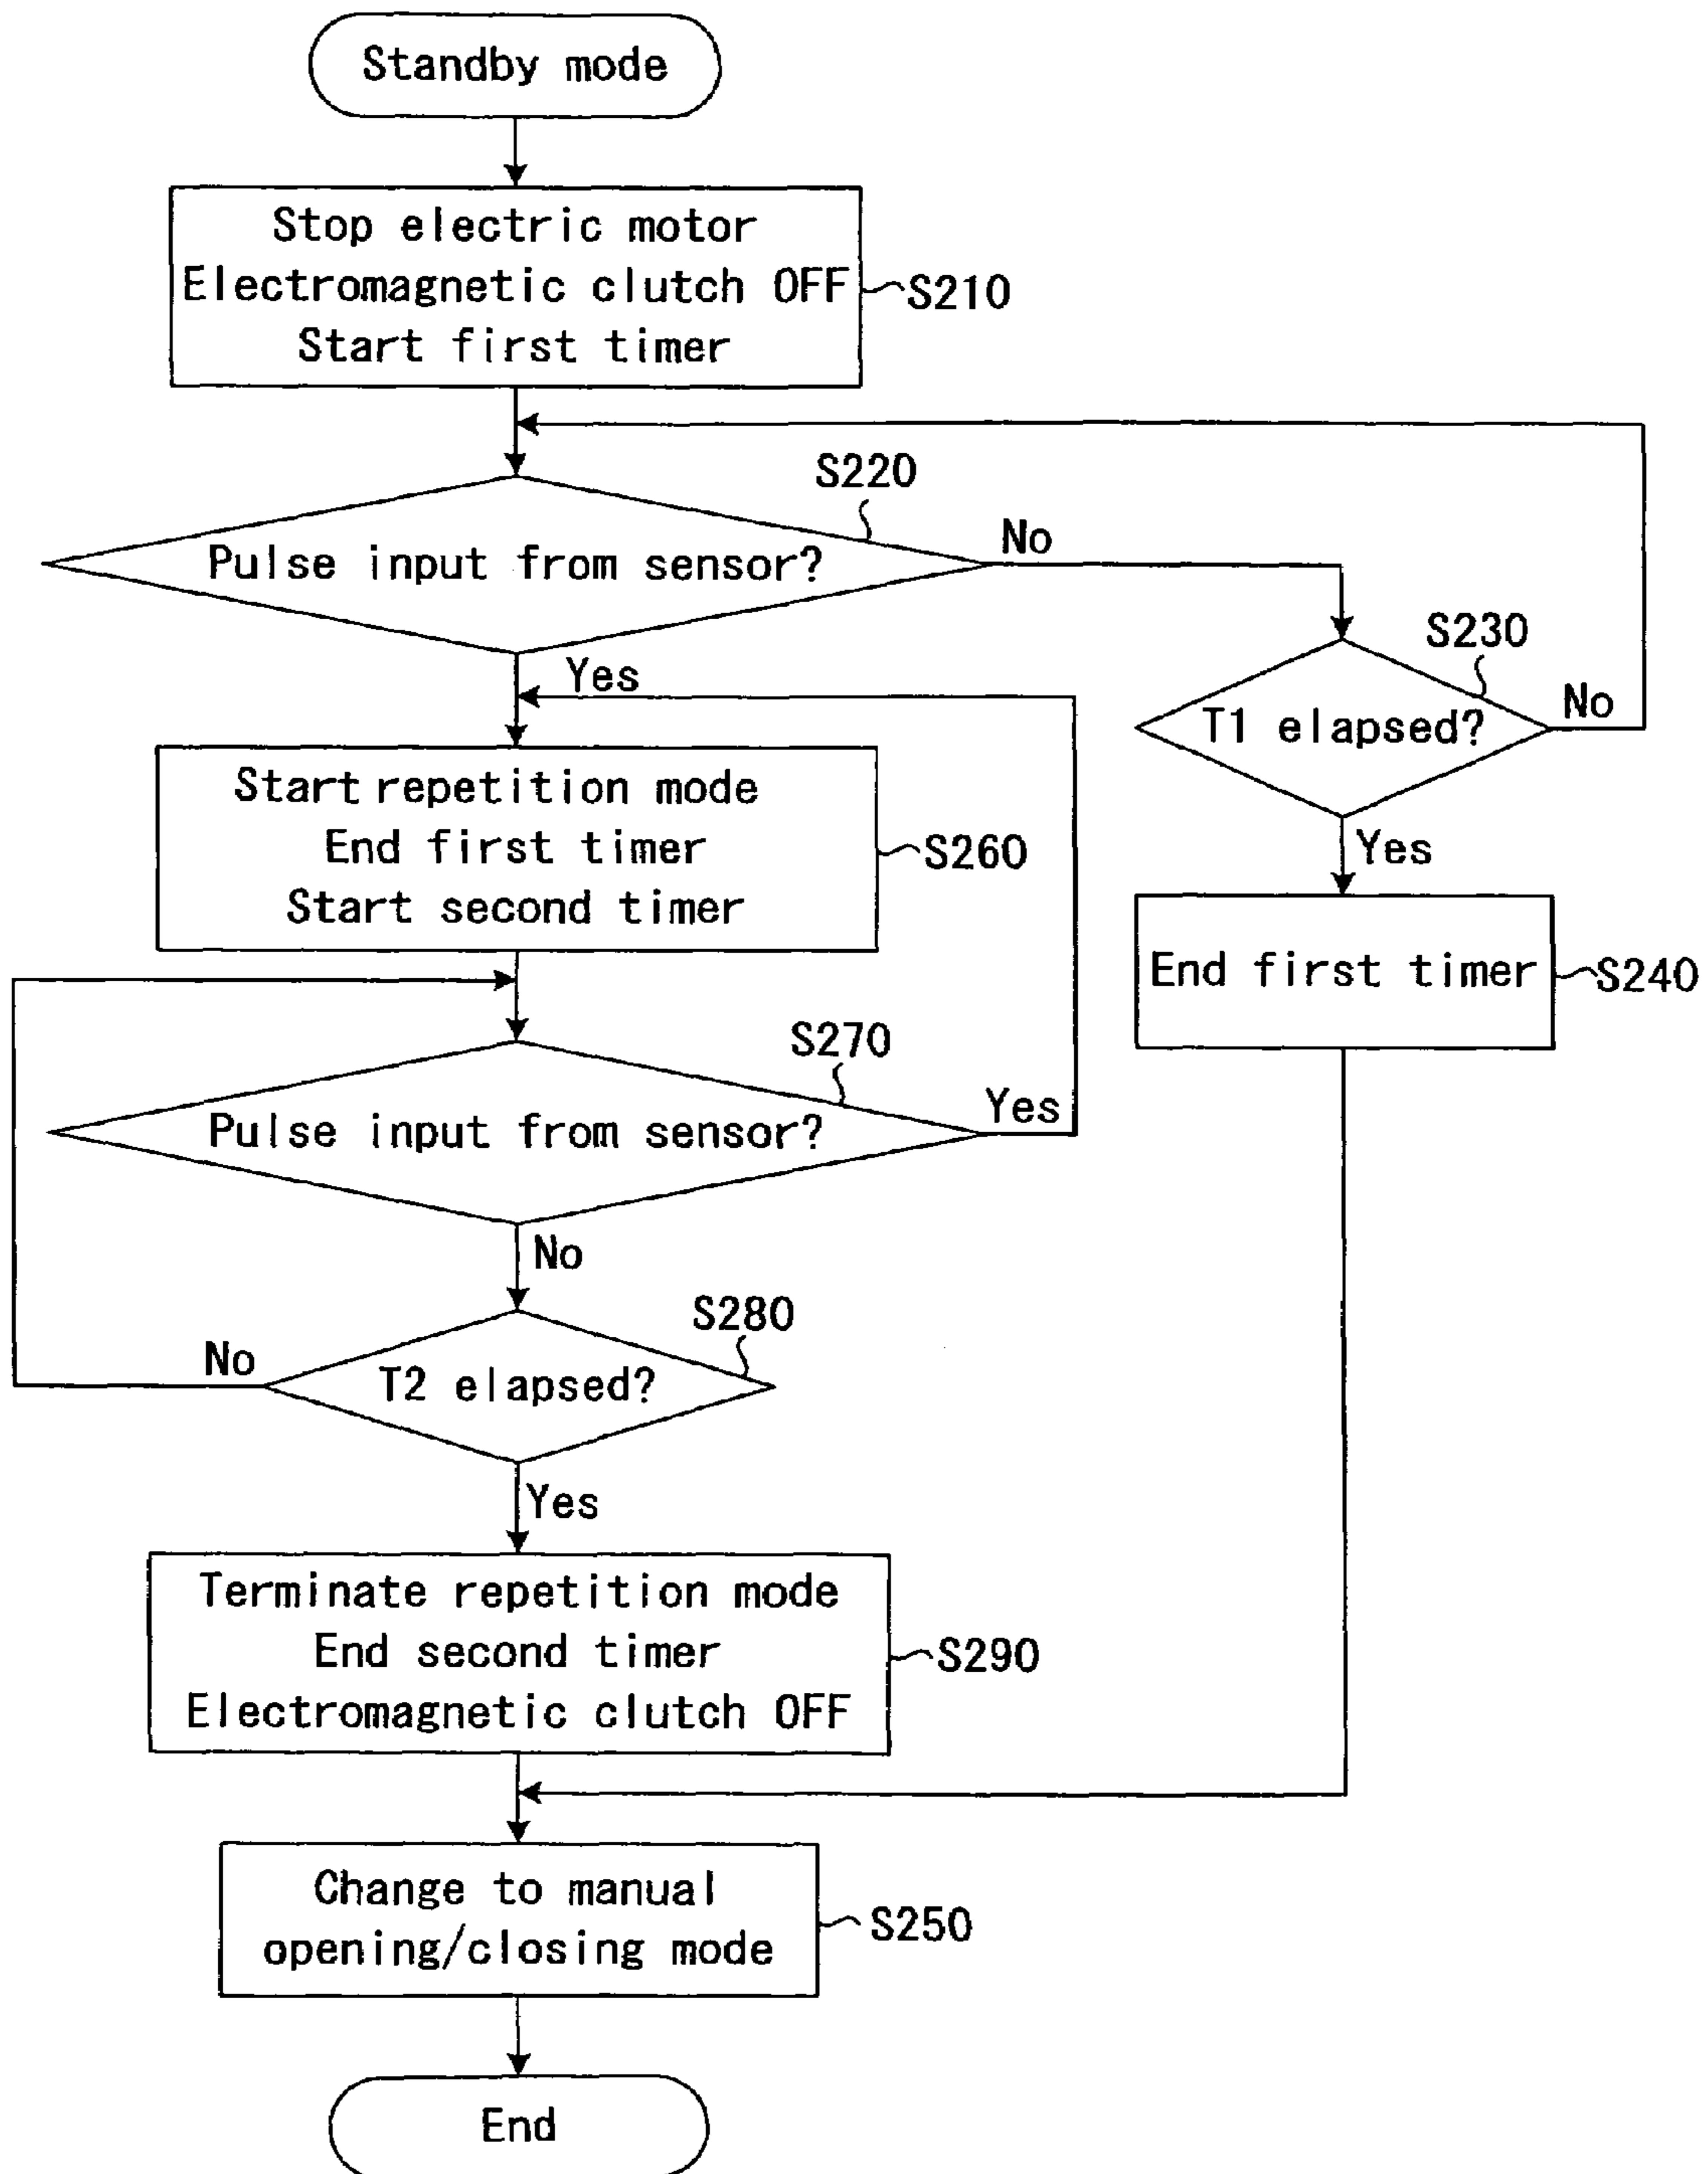 Standby mode
Stop electric motor
Electromagnetic clutch OFF
Start first timer
S210
S220
Pulse input from sensor?
No
Yes
S230
T1 elapsed?
No
Yes
End first timer
S240
Start repetition mode
End first timer
Start second timer
S260
S270
Pulse input from sensor?
Yes
No
S280
T2 elapsed?
No
Yes
Terminate repetition mode
End second timer
Electromagnetic clutch OFF
S290
Change to manual
opening/closing mode
S250
End